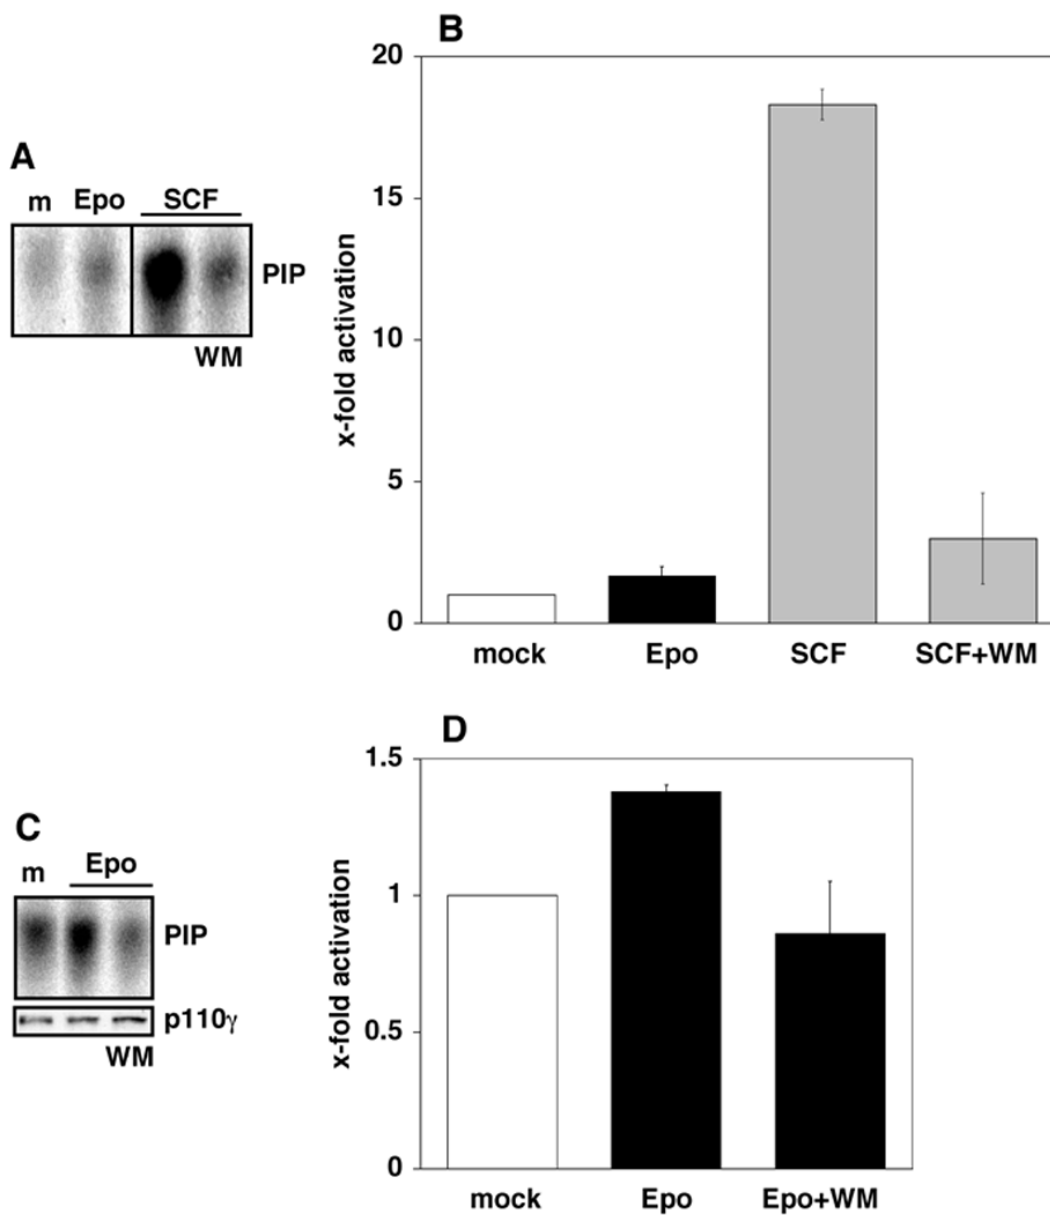 A
m Epo SCF
PIP
WM
B
20
15
10
5
0
x-fold activation
mock Epo SCF SCF+WM
C
m Epo
PIP
p110γ
WM
D
1.5
1
0.5
0
x-fold activation
mock Epo Epo+WM